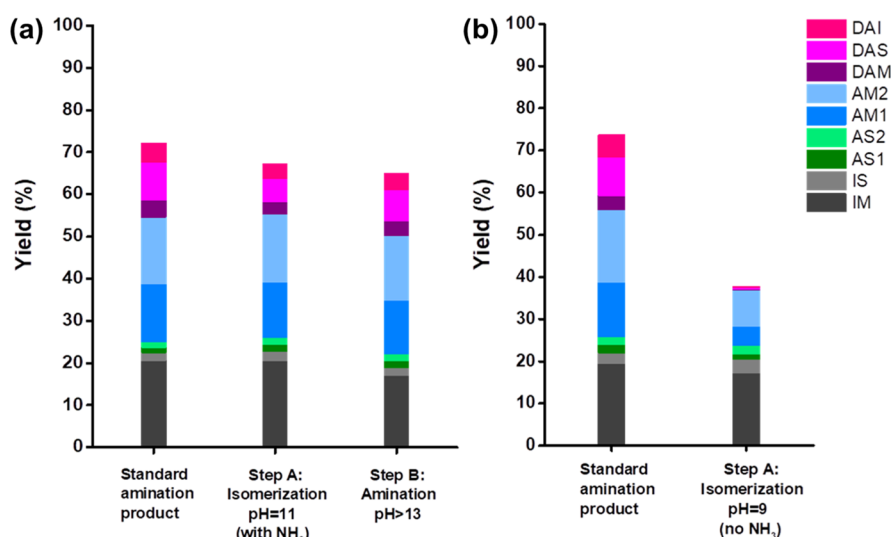 (a)
100
90
80
70
60
50
40
30
20
10
0
Yield (%)
Standard
amination
product
Step A:
Isomerization
pH=11
(with NH
Step B:
Amination
pH>13
(b)
100
90
80
70
60
50
40
30
20
10
0
Yield (%)
Standard
amination
product
Step A:
Isomerization
pH=9
(no NH₃)
DAI
DAS
DAM
AM2
AM1
AS2
AS1
IS
IM